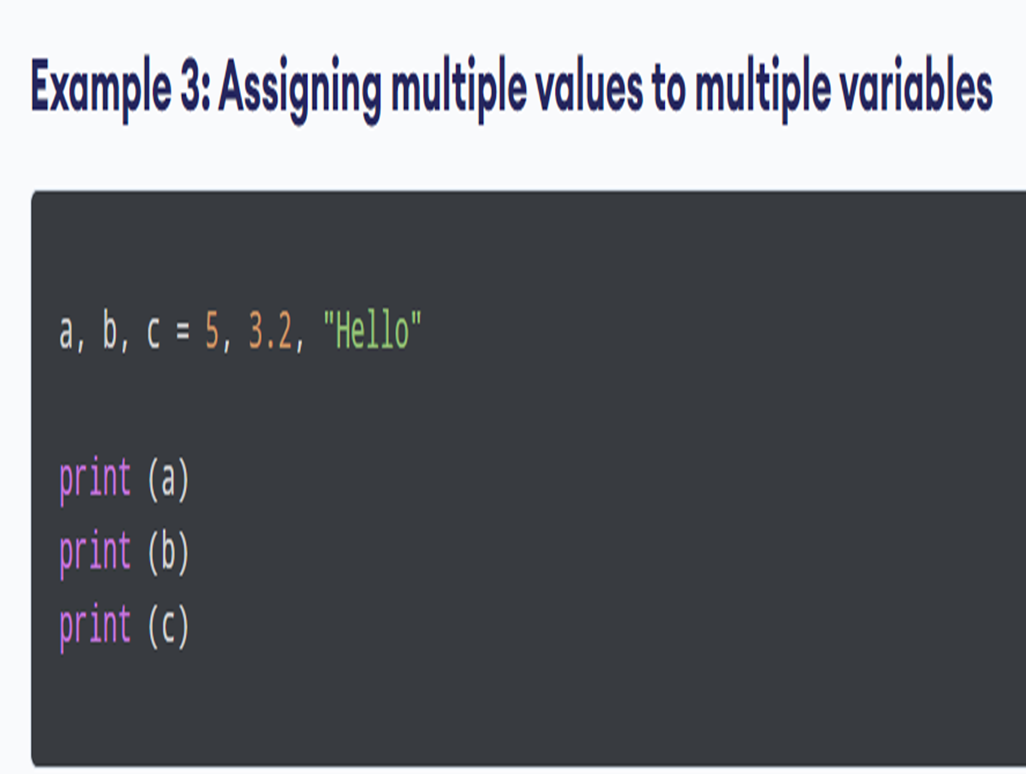 Example 3: Assigning multiple values to multiple variables
a, b, c = 5, 3.2, "Hello"
print (a)
print (b)
print (c)